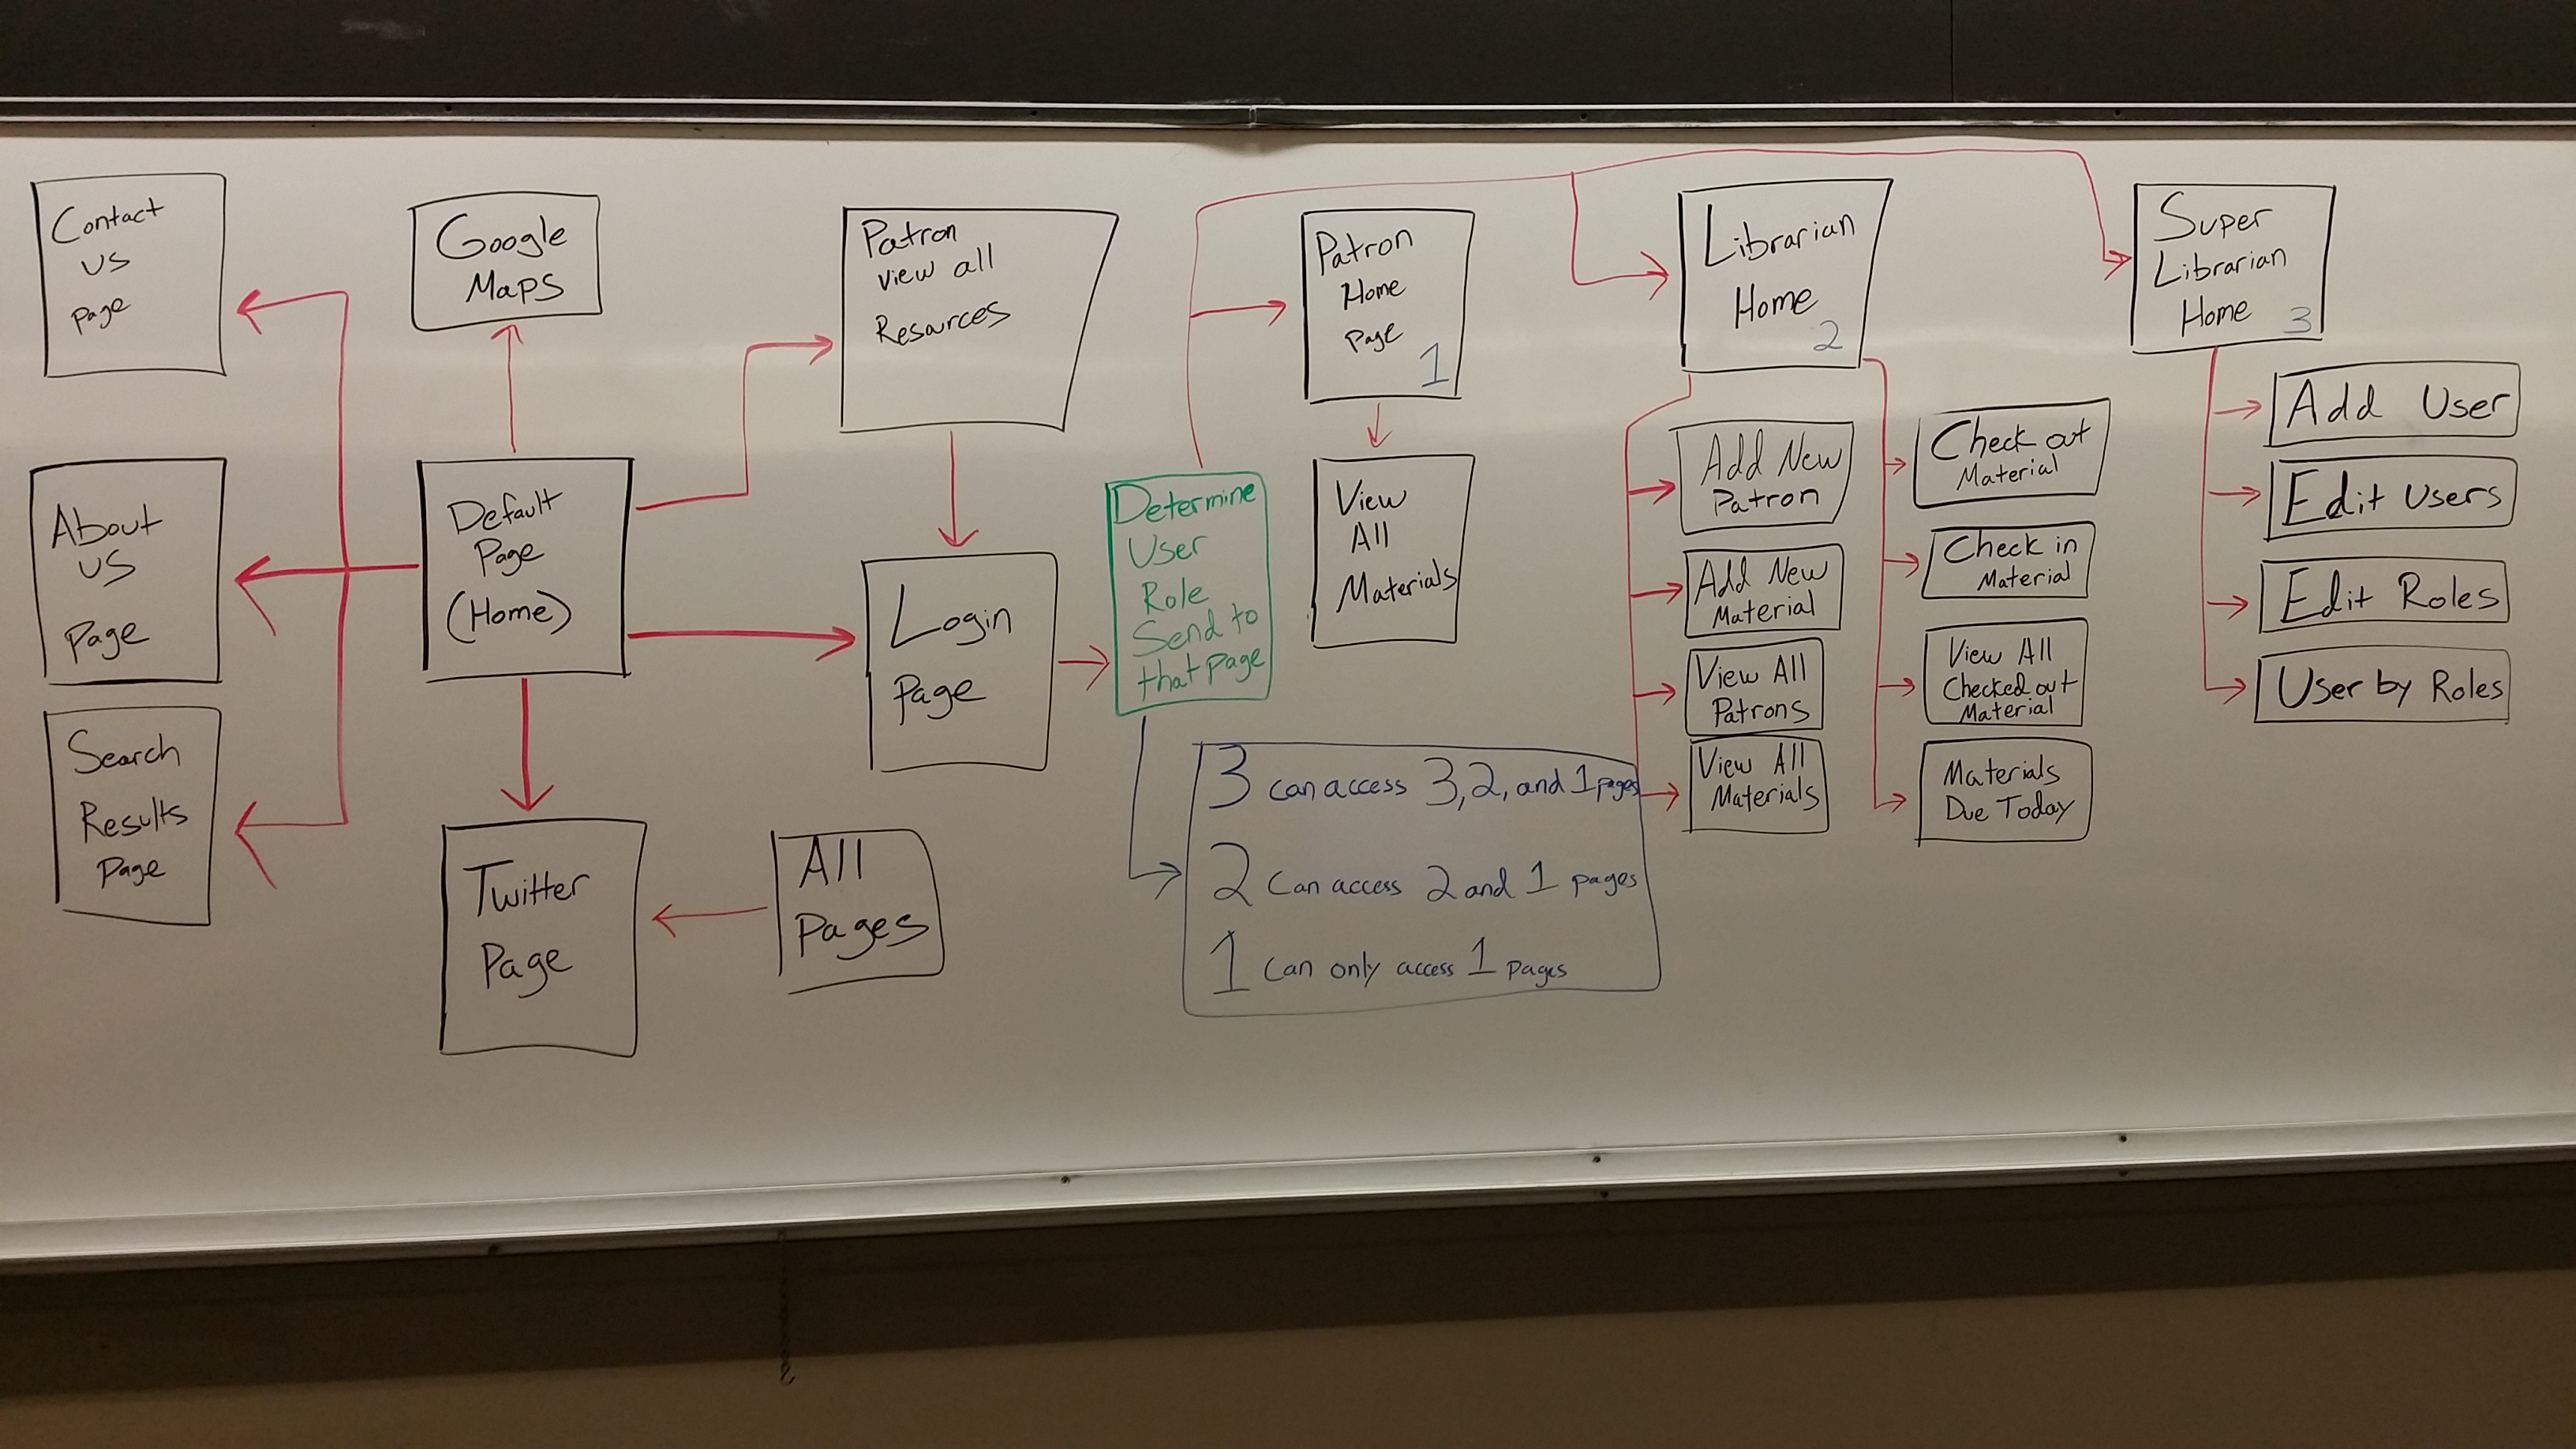 Contact
us
page
Google
Maps
Patron
view all
Resources
Patron
Home
Page
1
Librarian
Home
2
Super
Librarian
Home
3
About
us
Page
Default
Page
(Home)
Login
Page
Determine
User
Role
Send to
that page
View
All
Materials
Add New
Patron
Add New
Material
View All
Patrons
View All
Materials
Check out
Material
Check in
Material
View All
Checked out
Material
Materials
Due Today
Add User
Edit Users
Edit Roles
User by Roles
Search
Results
Page
Twitter
Page
All
Pages
3 can access 3, 2, and 1 pages
2 can access 2 and 1 pages
1 can only access 1 pages